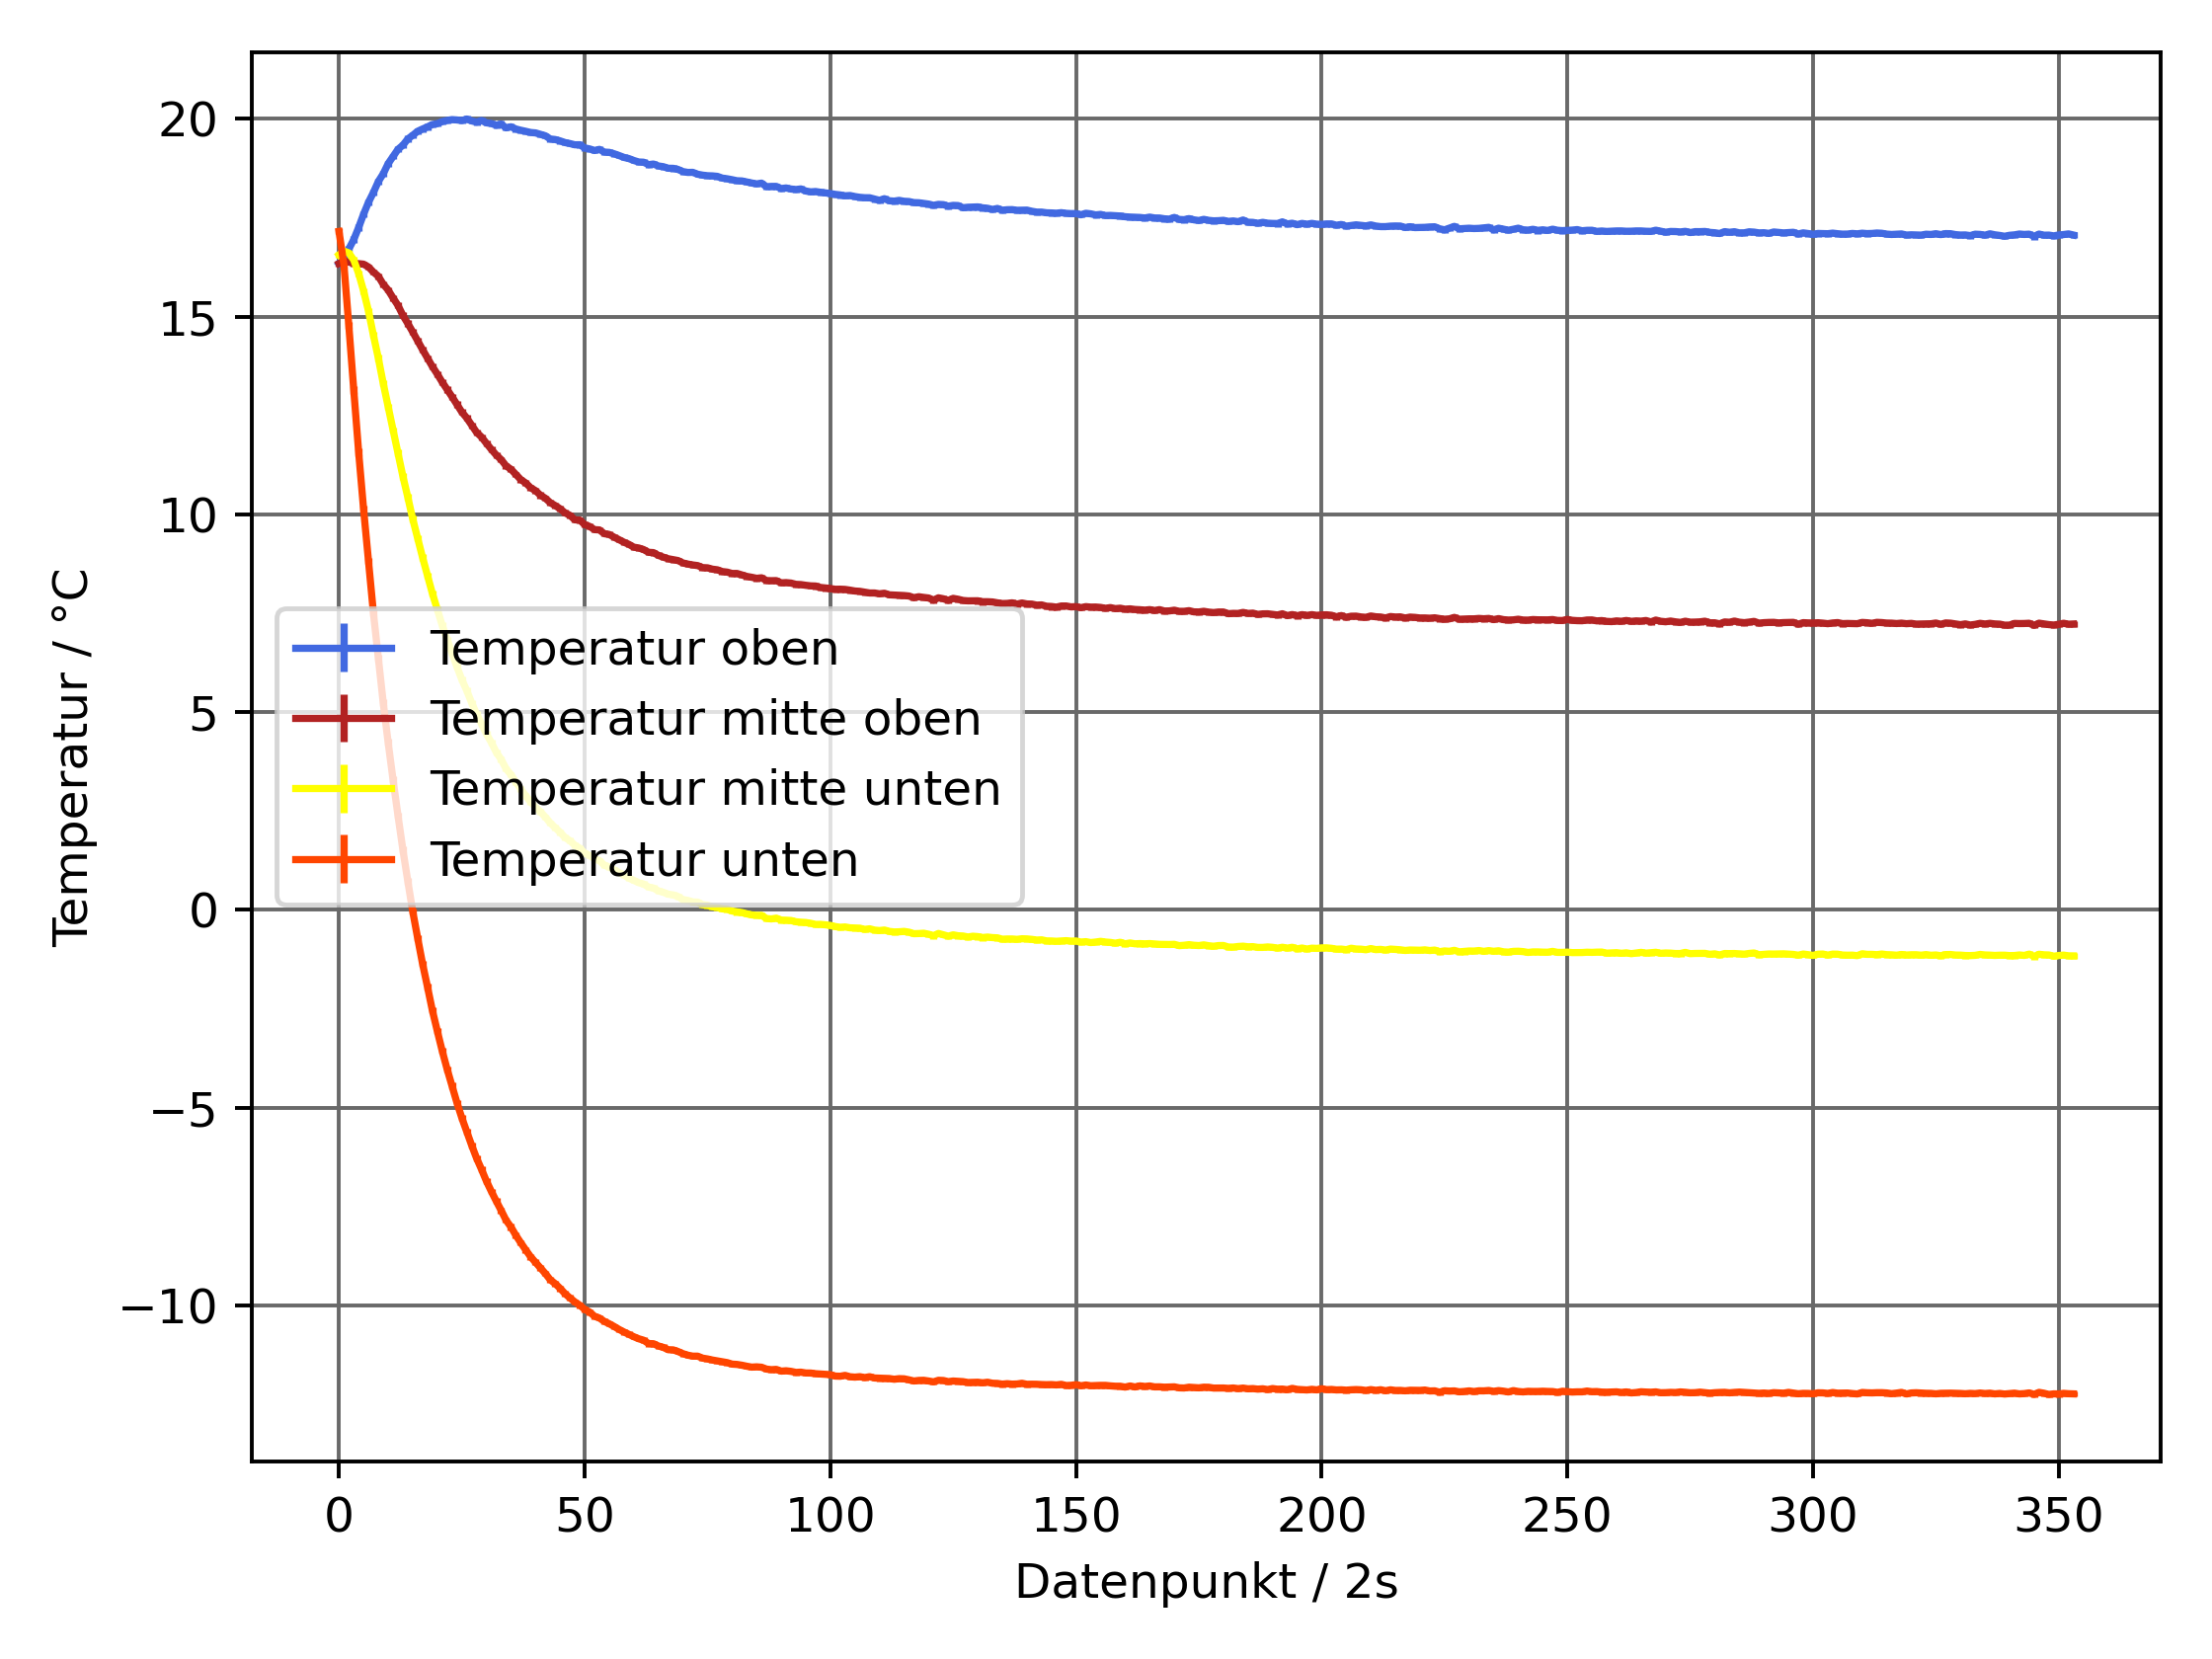 20
15
10
5
0
−5
−10
Temperatur / °C
Temperatur oben
Temperatur mitte oben
Temperatur mitte unten
Temperatur unten
0 50 100 150 200 250 300 350
Datenpunkt / 2s